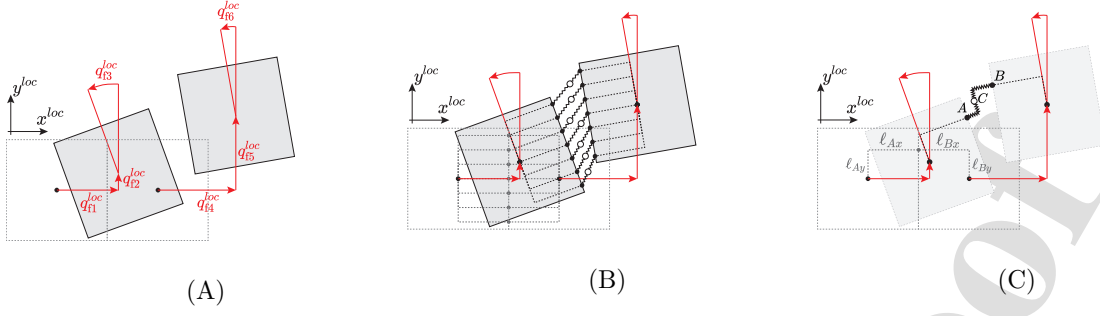 q_{f6}^{loc}
q_{f3}^{loc}
y^{loc}
x^{loc}
q_{f5}^{loc}
q_{f2}^{loc}
q_{f1}^{loc}
q_{f4}^{loc}
(A)
y^{loc}
x^{loc}
(B)
y^{loc}
x^{loc}
B
A
C
ℓ_{Ax}
ℓ_{Bx}
ℓ_{Ay}
ℓ_{By}
(C)